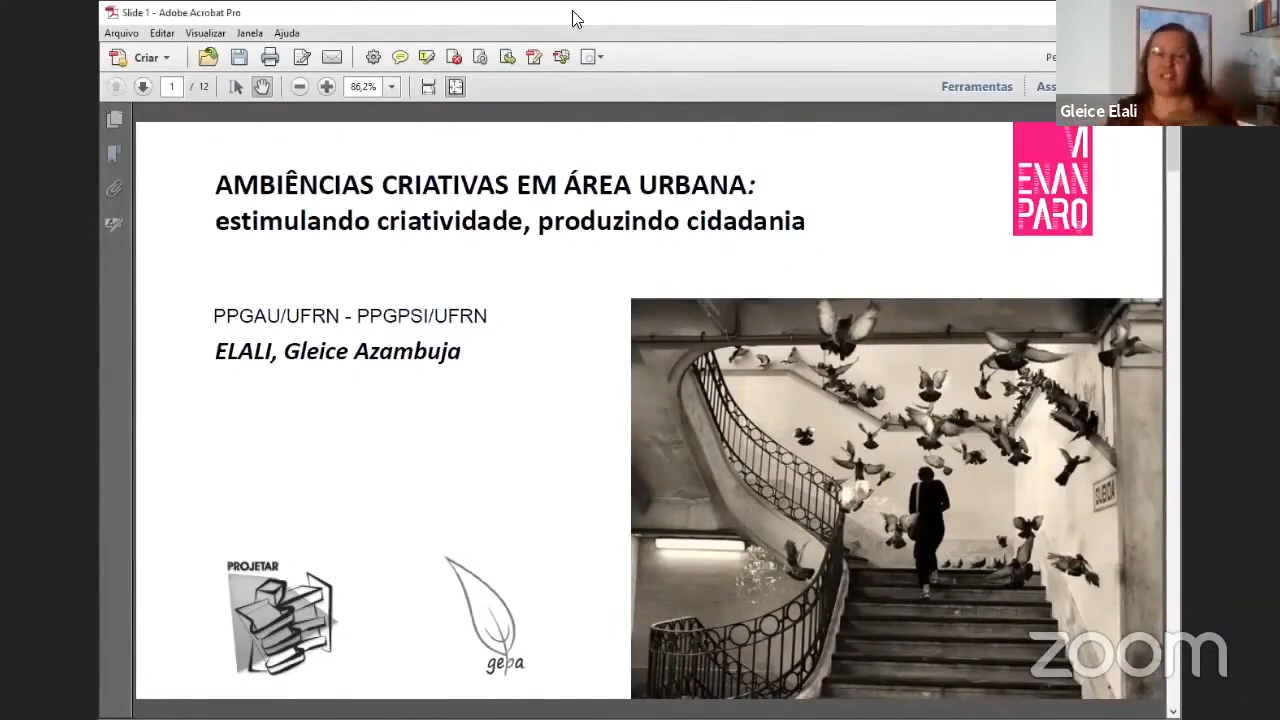 Slide 1 - Adobe Acrobat Pro
Arquivo Editar Visualizar Janela Ajuda
Criar
1 / 12 86,2% Ferramentas
Gleice Elali
AMBIÊNCIAS CRIATIVAS EM ÁREA URBANA:
estimulando criatividade, produzindo cidadania
ENAN
PARQ
PPGAU/UFRN - PPGPSI/UFRN
ELALI, Gleice Azambuja
SUBIDA
PROJETAR
gepa
zoom